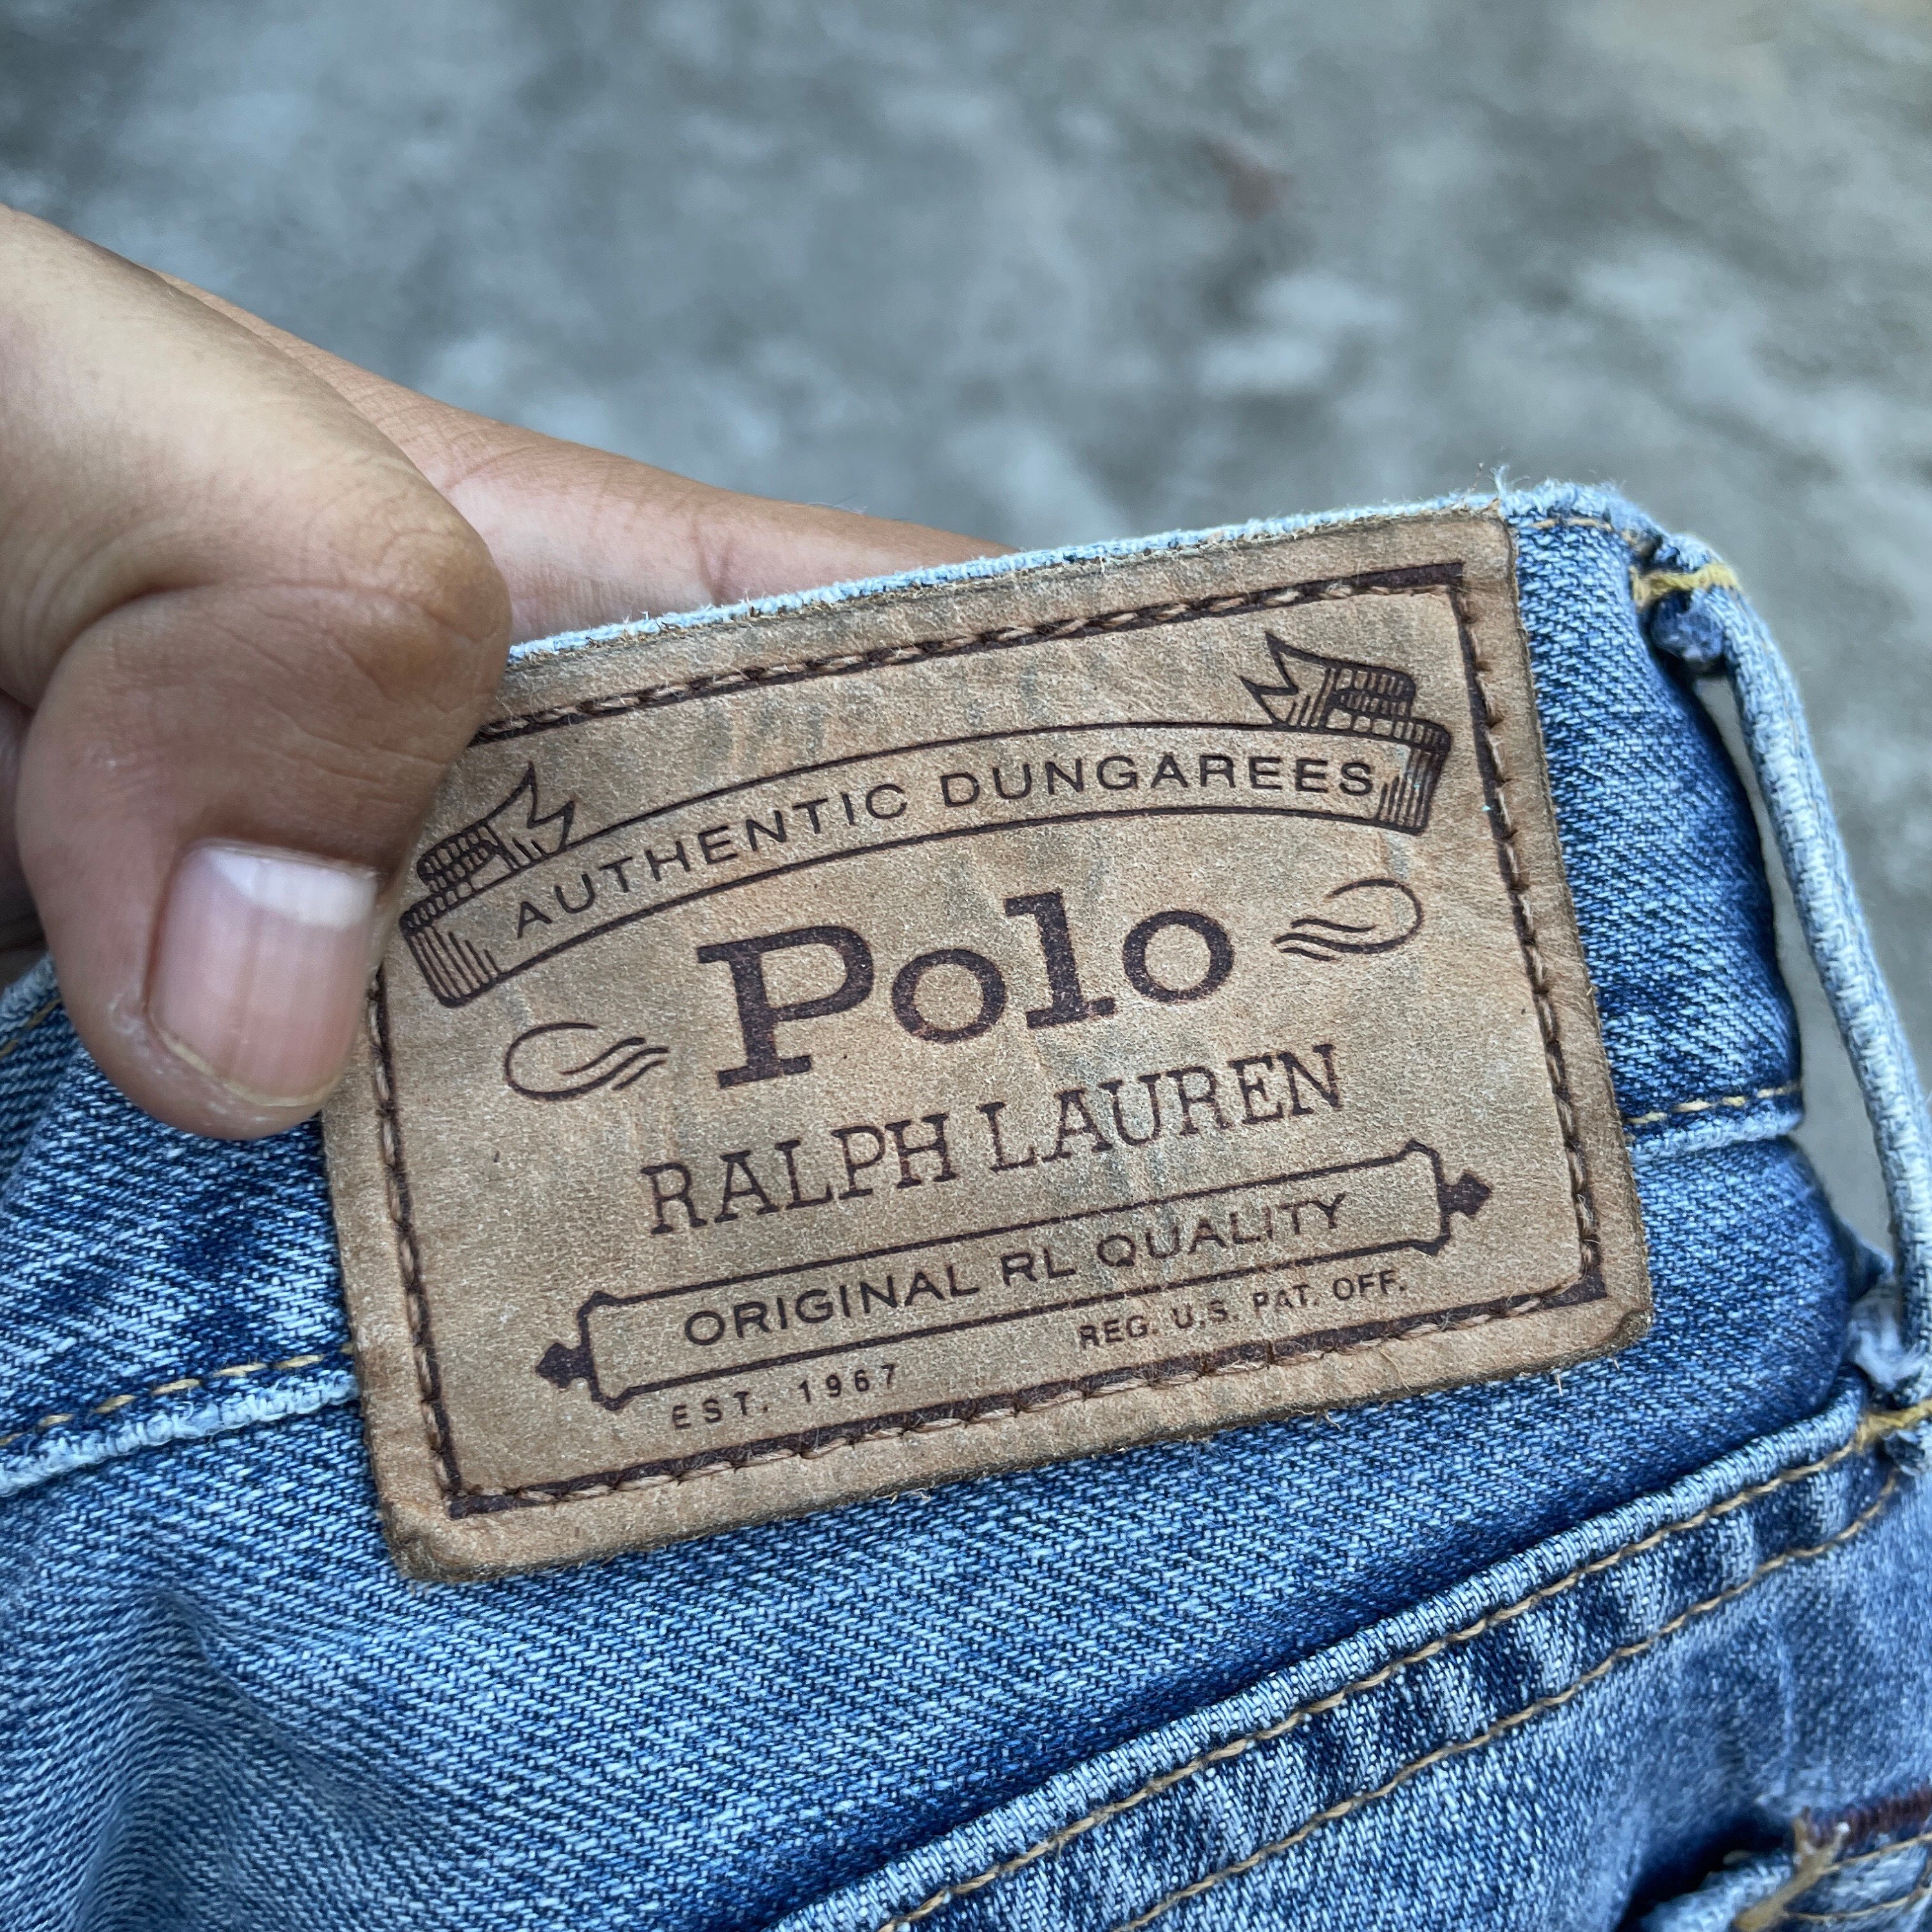 AUTHENTIC DUNGAREES
Polo
RALPH LAUREN
ORIGINAL RL QUALITY
EST. 1967 REG. U.S. PAT. OFF.